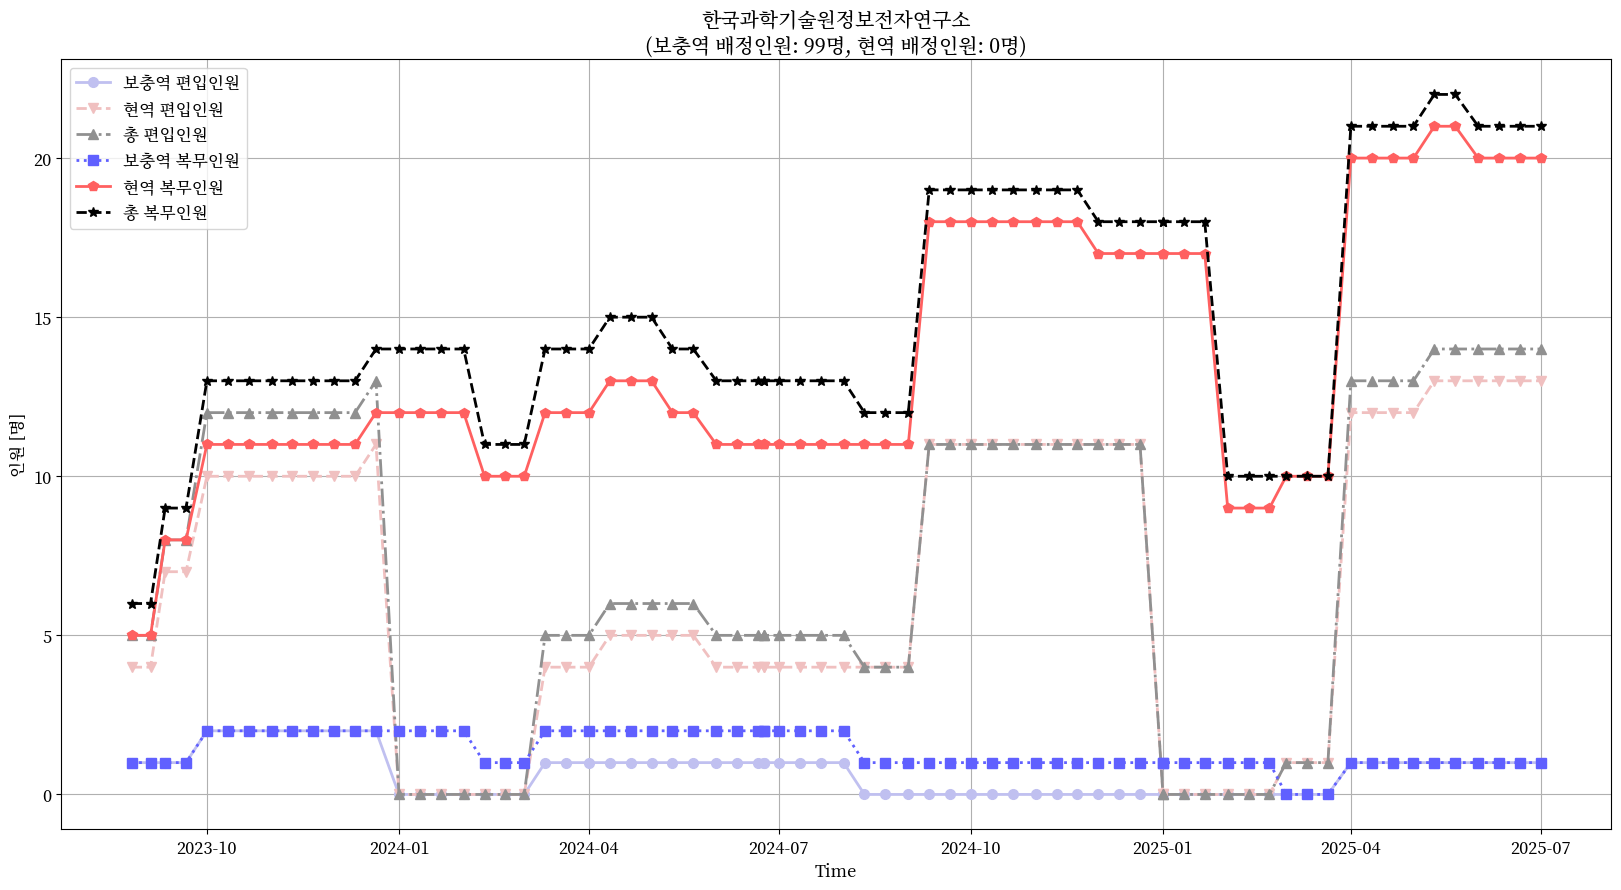 한국과학기술원정보전자연구소
(보충역 배정인원: 99명, 현역 배정인원: 0명)
보충역 편입인원
현역 편입인원
총 편입인원
보충역 복무인원
현역 복무인원
총 복무인원
20
15
10
5
0
인원 [명]
2023-10 2024-01 2024-04 2024-07 2024-10 2025-01 2025-04 2025-07
Time